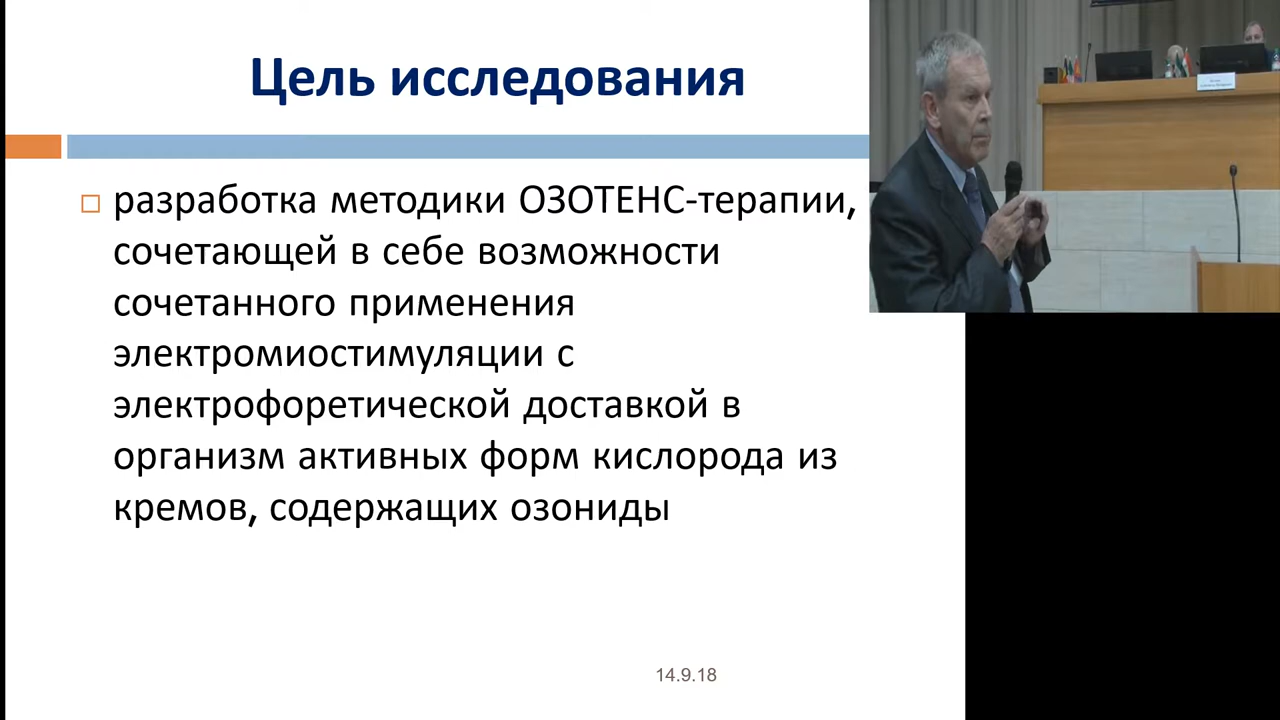 Цель исследования
разработка методики ОЗОТЕНС-терапии,
сочетающей в себе возможности
сочетанного применения
электромиостимуляции с
электрофоретической доставкой в
организм активных форм кислорода из
кремов, содержащих озониды
14.9.18